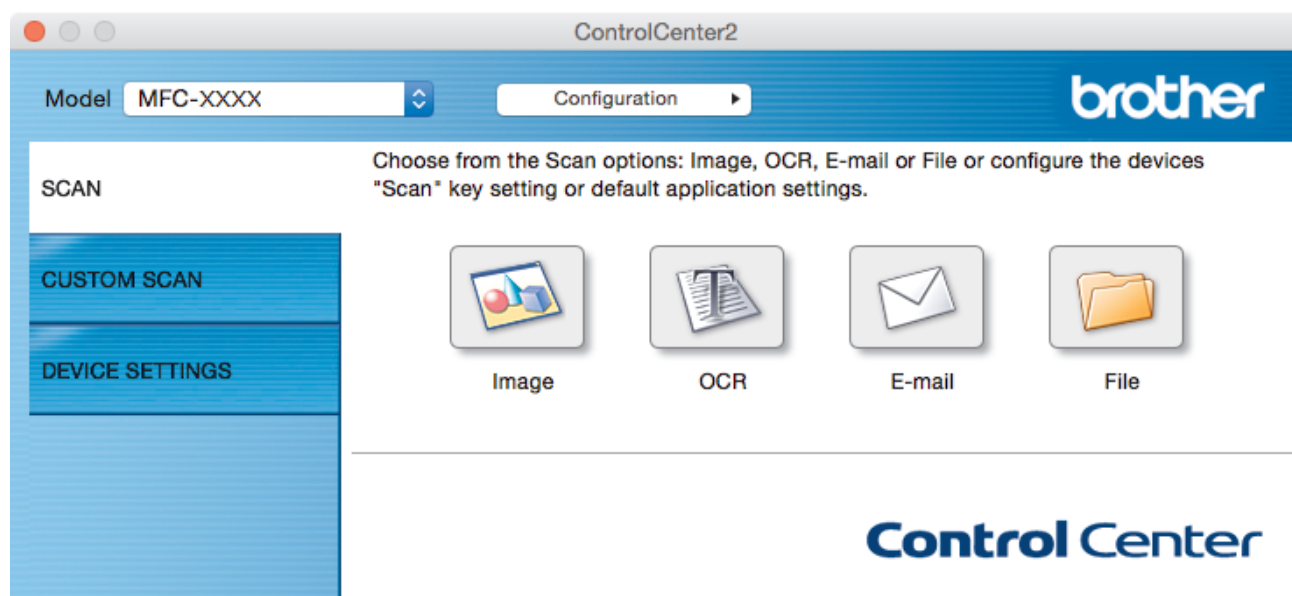 ControlCenter2
Model MFC-XXXX Configuration brother
SCAN
CUSTOM SCAN
DEVICE SETTINGS
Choose from the Scan options: Image, OCR, E-mail or File or configure the devices
"Scan" key setting or default application settings.
Image OCR E-mail File
Control Center